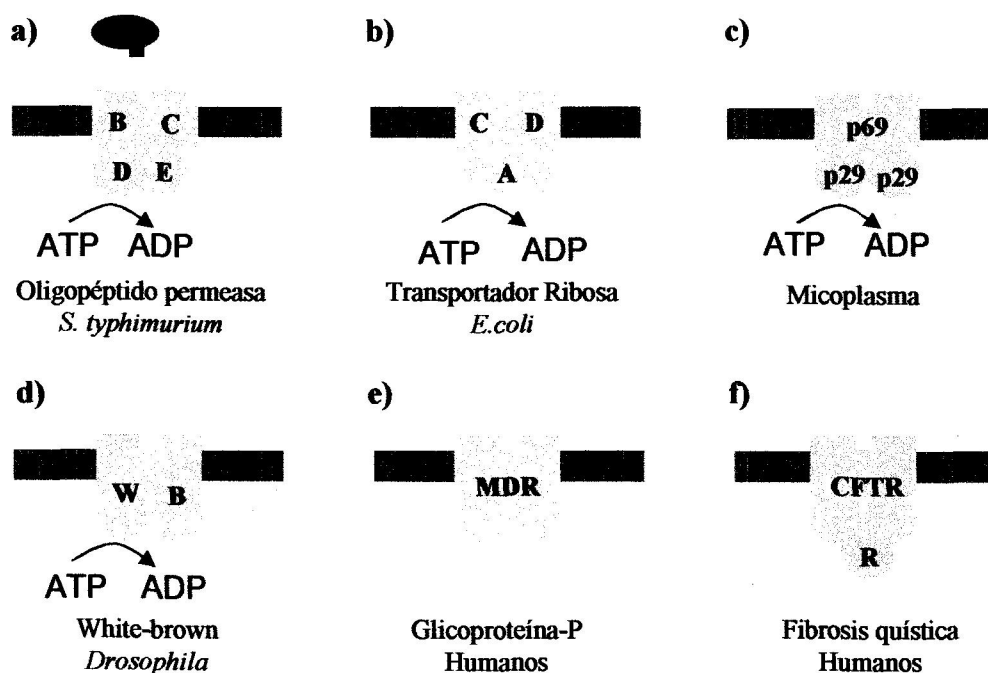 a)
B C
D E
ATP ADP
Oligopéptido permeasa
S. typhimurium
b)
C D
A
ATP ADP
Transportador Ribosa
E.coli
c)
p69
p29 p29
ATP ADP
Micoplasma
d)
W B
ATP ADP
White-brown
Drosophila
e)
MDR
Glicoproteína-P
Humanos
f)
CFTR
R
Fibrosis quística
Humanos